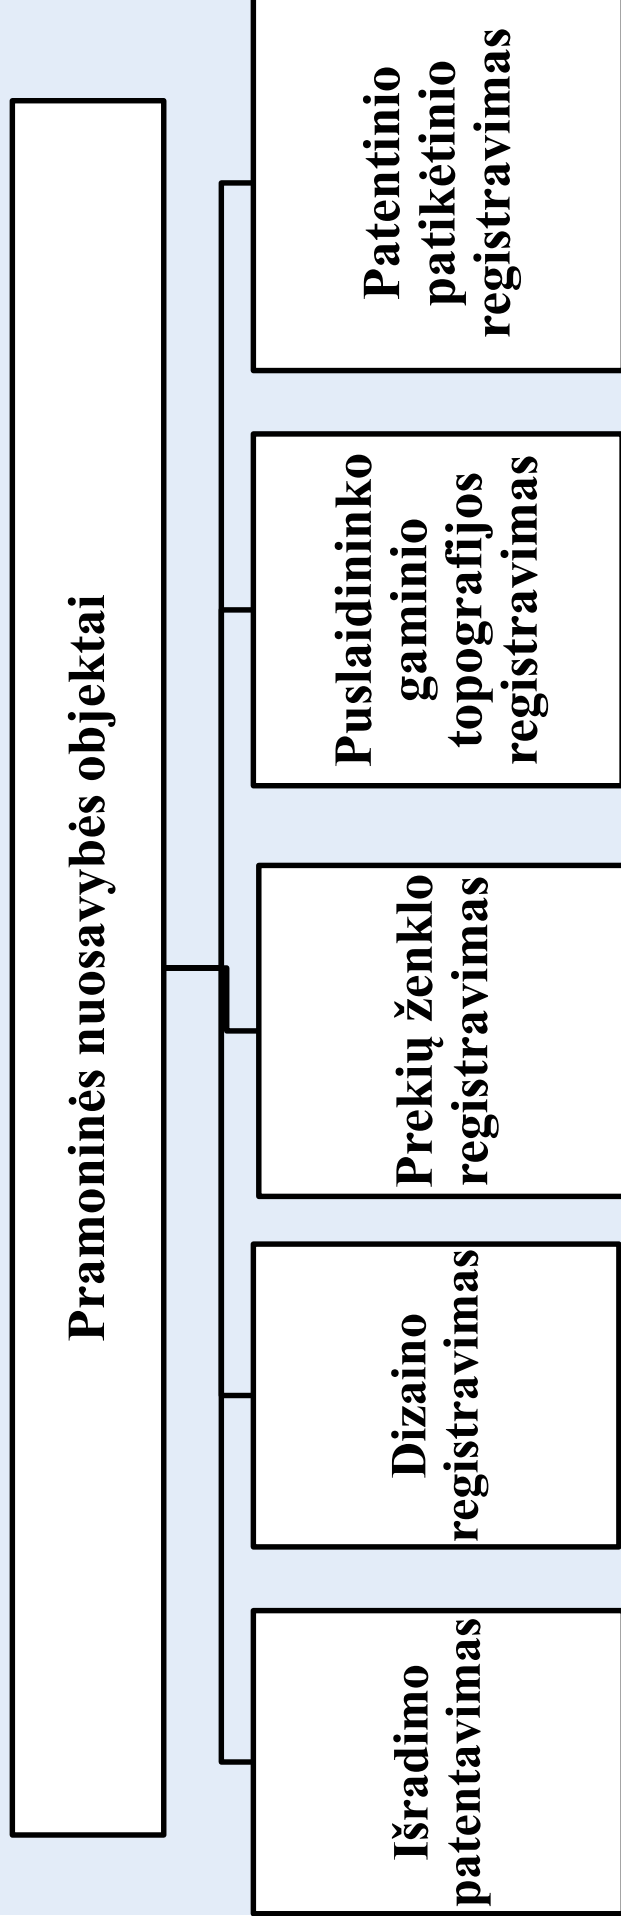 Pramoninės nuosavybės objektai
Išradimo
patentavimas
Dizaino
registravimas
Prekių ženklo
registravimas
Puslaidininko
gaminio
topografijos
registravimas
Patentinio
patikėtinio
registravimas